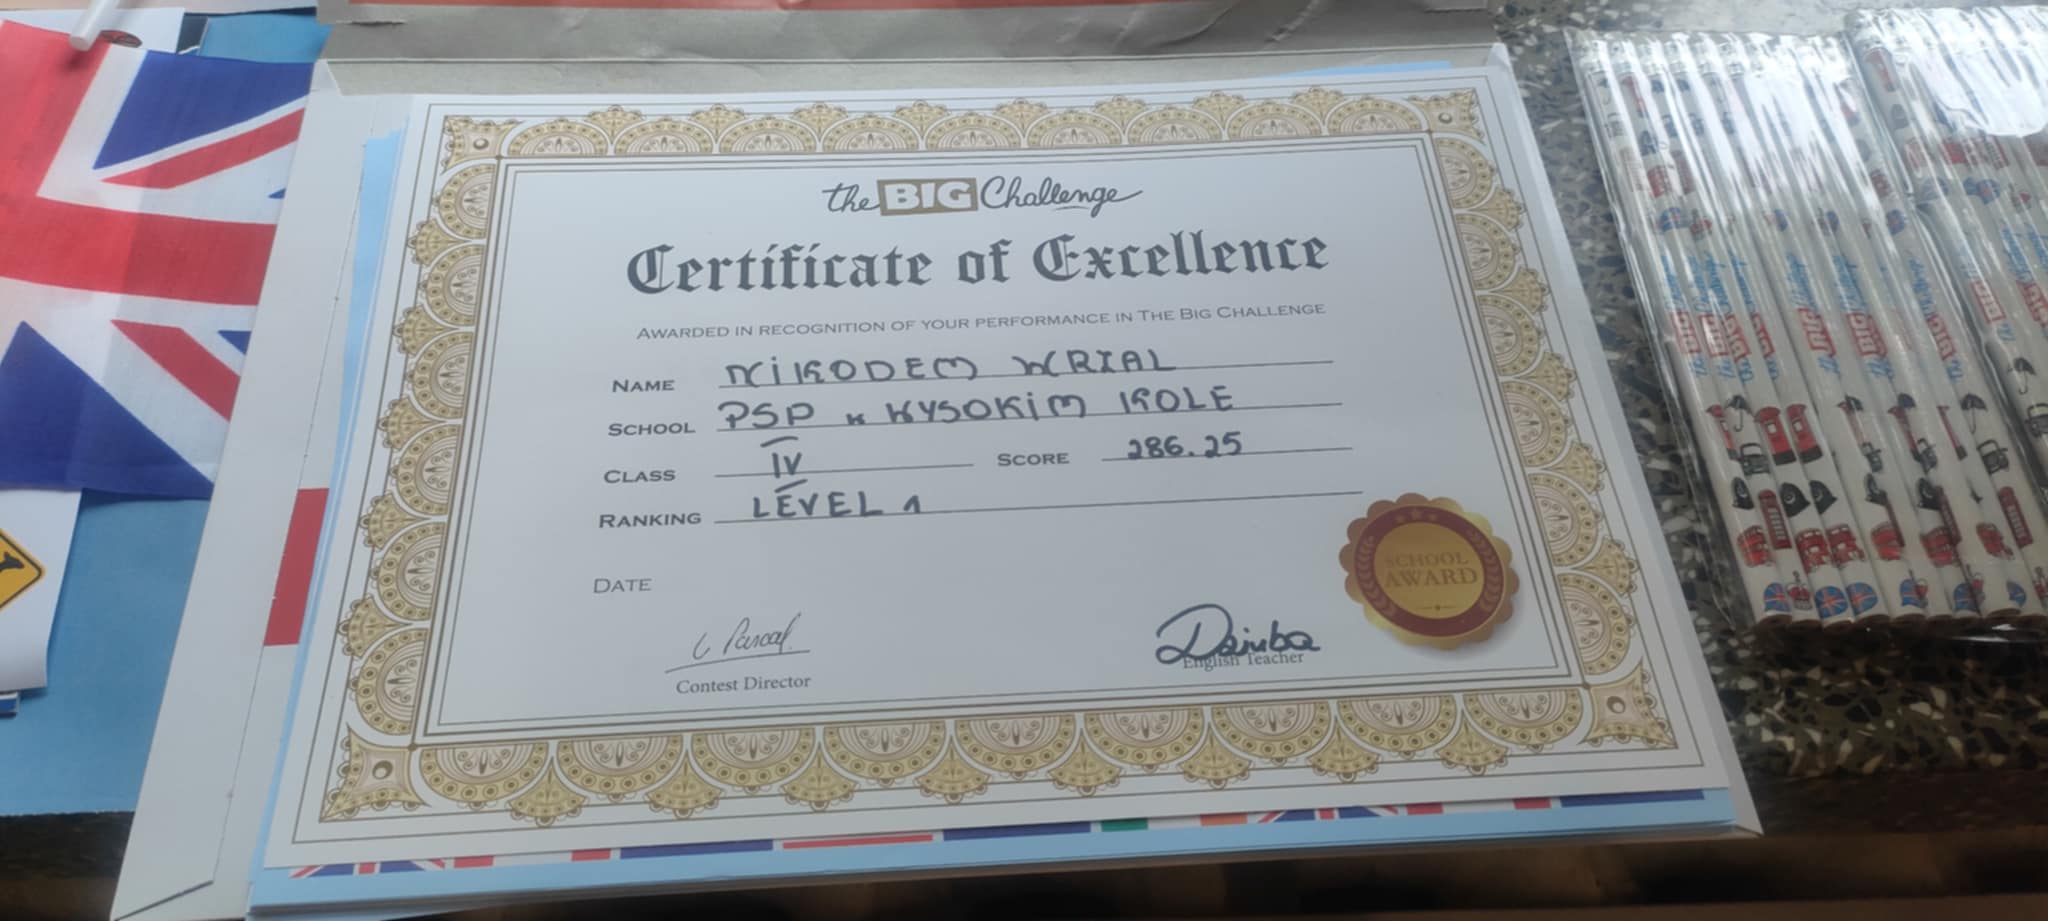 the BIG Challenge
Certificate of Excellence
AWARDED IN RECOGNITION OF YOUR PERFORMANCE IN THE BIG CHALLENGE
NAME NIKODEM WRZAL
SCHOOL PSP W WYSOKIM KOLE
CLASS IV SCORE 286.25
RANKING LEVEL 1
DATE
SCHOOL
AWARD
Contest Director
English Teacher